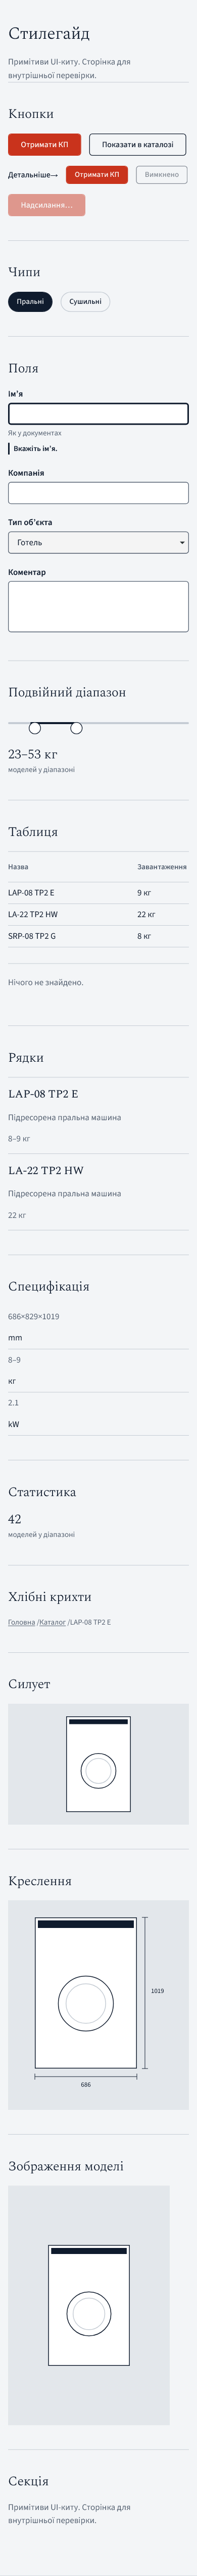 Стилегайд
Примітиви UI-киту. Сторінка для
внутрішньої перевірки.
Кнопки
Отримати КП
Показати в каталозі
Детальніше→
Отримати КП
Вимкнено
Надсилання…
Чипи
Пральні
Сушильні
Поля
Ім'я
Як у документах
Вкажіть ім'я.
Компанія
Тип об'єкта
Готель
Коментар
Подвійний діапазон
23–53 кг
моделей у діапазоні
Таблиця
Назва Завантаження
LAP-08 TP2 E 9 кг
LA-22 TP2 HW 22 кг
SRP-08 TP2 G 8 кг
Нічого не знайдено.
Рядки
LAP-08 TP2 E
Підресорена пральна машина
8–9 кг
LA-22 TP2 HW
Підресорена пральна машина
22 кг
Специфікація
686×829×1019
mm
8–9
кг
2.1
kW
Статистика
42
моделей у діапазоні
Хлібні крихти
Головна /Каталог /LAP-08 TP2 E
Силует
Креслення
1019
686
Зображення моделі
Секція
Примітиви UI-киту. Сторінка для
внутрішньої перевірки.